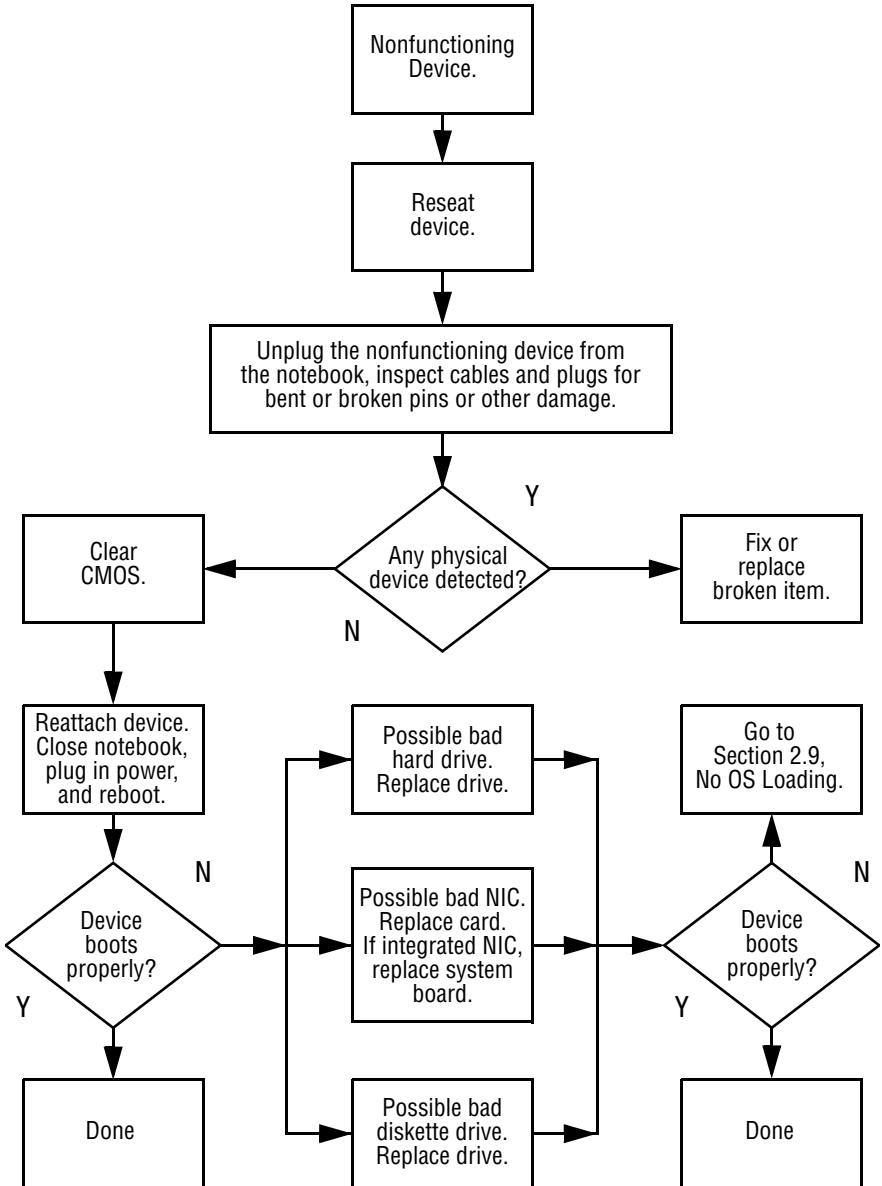 Nonfunctioning
Device.
Reseat
device.
Unplug the nonfunctioning device from
the notebook, inspect cables and plugs for
bent or broken pins or other damage.
Y
Clear
CMOS.
Any physical
device detected?
Fix or
replace
broken item.
N
Reattach device.
Close notebook,
plug in power,
and reboot.
Possible bad
hard drive.
Replace drive.
Go to
Section 2.9,
No OS Loading.
N
Device
boots
properly?
Y
Possible bad NIC.
Replace card.
If integrated NIC,
replace system
board.
N
Device
boots
properly?
Y
Done
Possible bad
diskette drive.
Replace drive.
Done